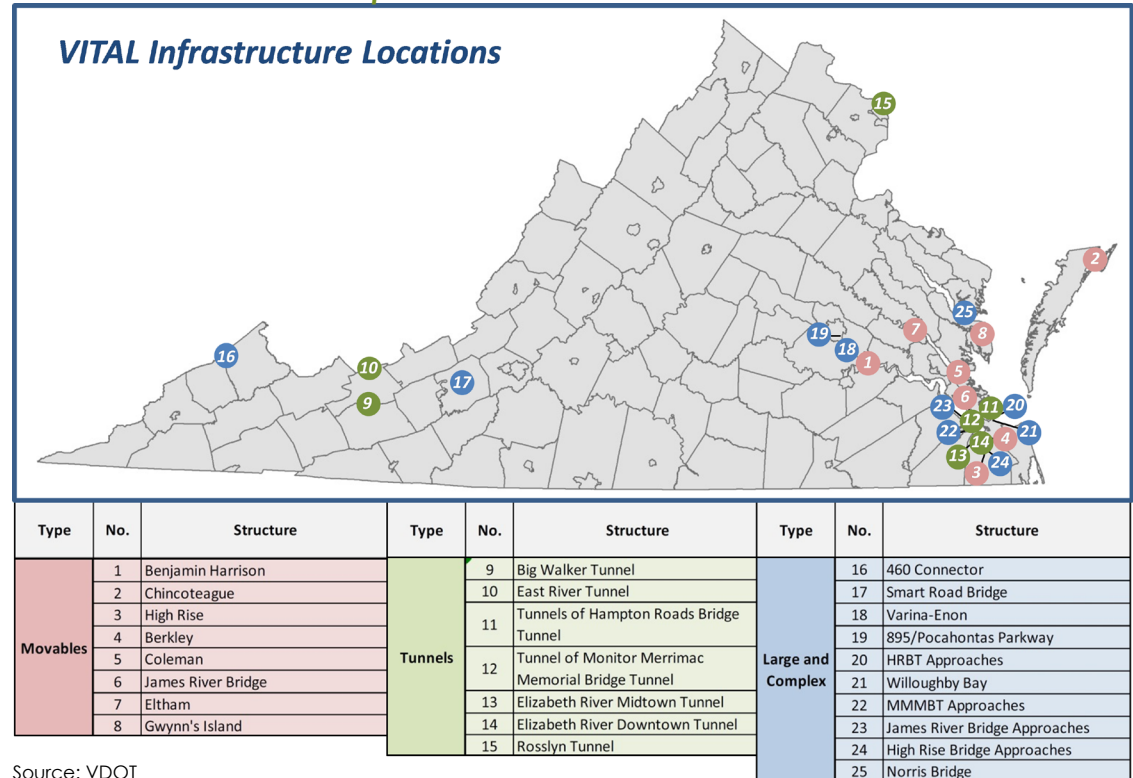 VITAL Infrastructure Locations
15
2
25
19
7
8
18
16
1
10
5
17
6
9
23
11
20
12
22
21
14
4
13
24
3
Type No. Structure Type No. Structure Type No. Structure
Movables
1 Benjamin Harrison
2 Chincoteague
3 High Rise
4 Berkley
5 Coleman
6 James River Bridge
7 Eltham
8 Gwynn's Island
Tunnels
9 Big Walker Tunnel
10 East River Tunnel
11 Tunnels of Hampton Roads Bridge
Tunnel
12 Tunnel of Monitor Merrimac
Memorial Bridge Tunnel
13 Elizabeth River Midtown Tunnel
14 Elizabeth River Downtown Tunnel
15 Rosslyn Tunnel
Large and
Complex
16 460 Connector
17 Smart Road Bridge
18 Varina-Enon
19 895/Pocahontas Parkway
20 HRBT Approaches
21 Willoughby Bay
22 MMMBT Approaches
23 James River Bridge Approaches
24 High Rise Bridge Approaches
25 Norris Bridge
Source: VDOT